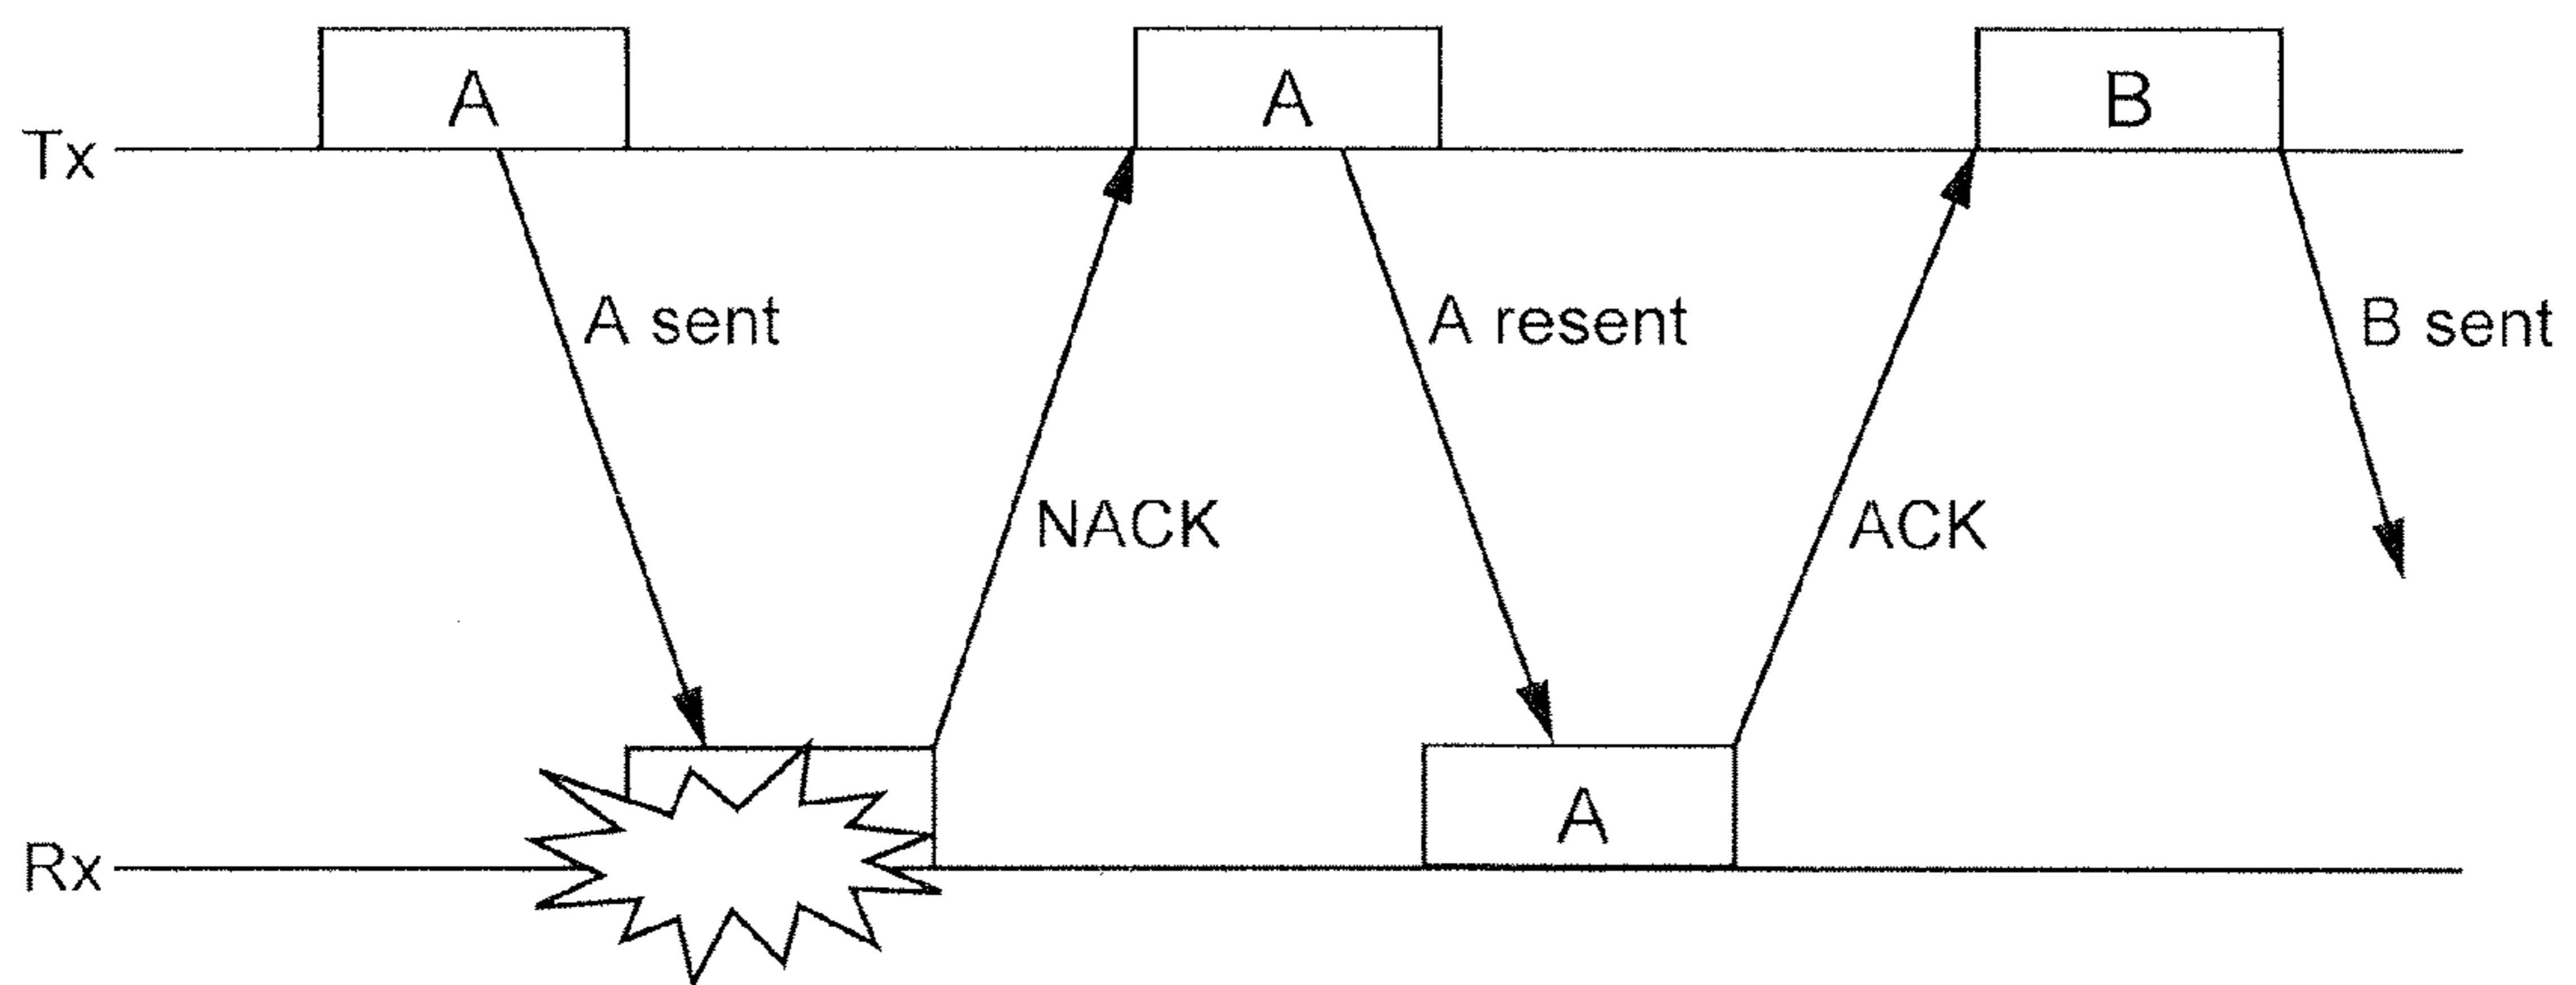 A
A
B
Tx
A sent
A resent
B sent
NACK
ACK
A
Rx